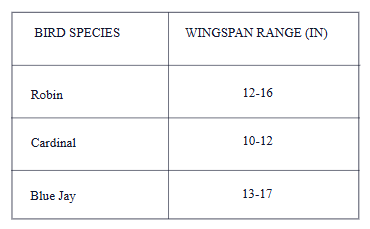 BIRD SPECIES WINGSPAN RANGE (IN)
Robin 12-16
Cardinal 10-12
Blue Jay 13-17